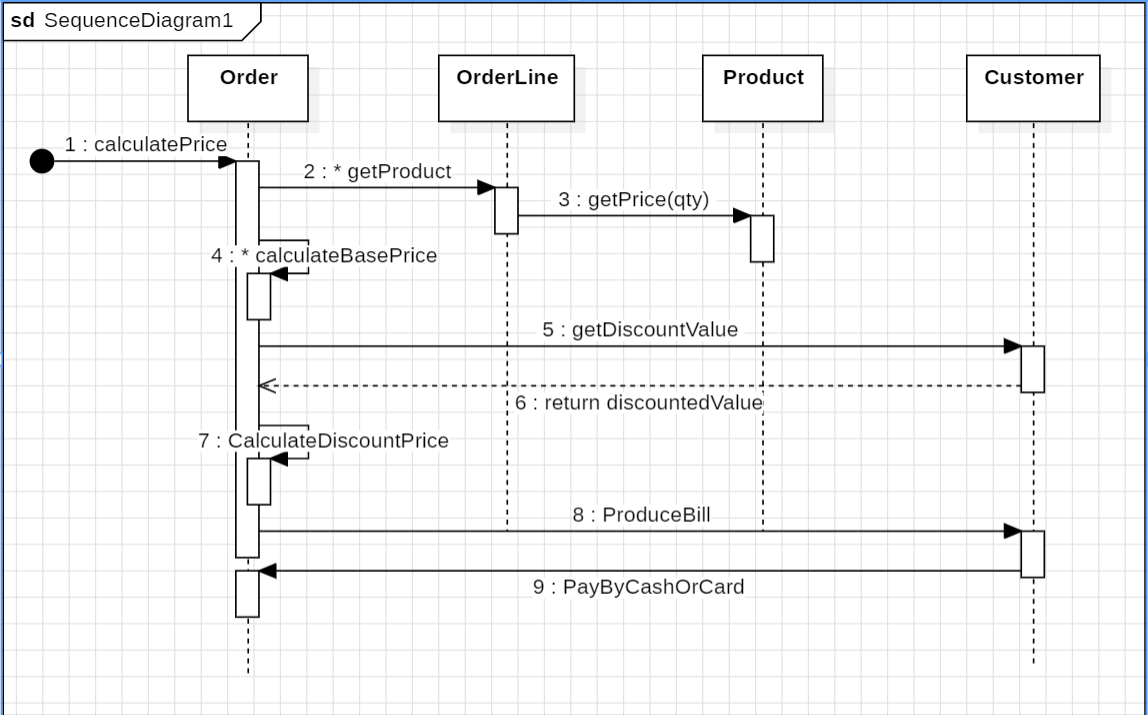 sd SequenceDiagram1
Order
OrderLine
Product
Customer
1 : calculatePrice
2 : * getProduct
3 : getPrice(qty)
4 : * calculateBasePrice
5 : getDiscountValue
6 : return discountedValue
7 : CalculateDiscountPrice
8 : ProduceBill
9 : PayByCashOrCard